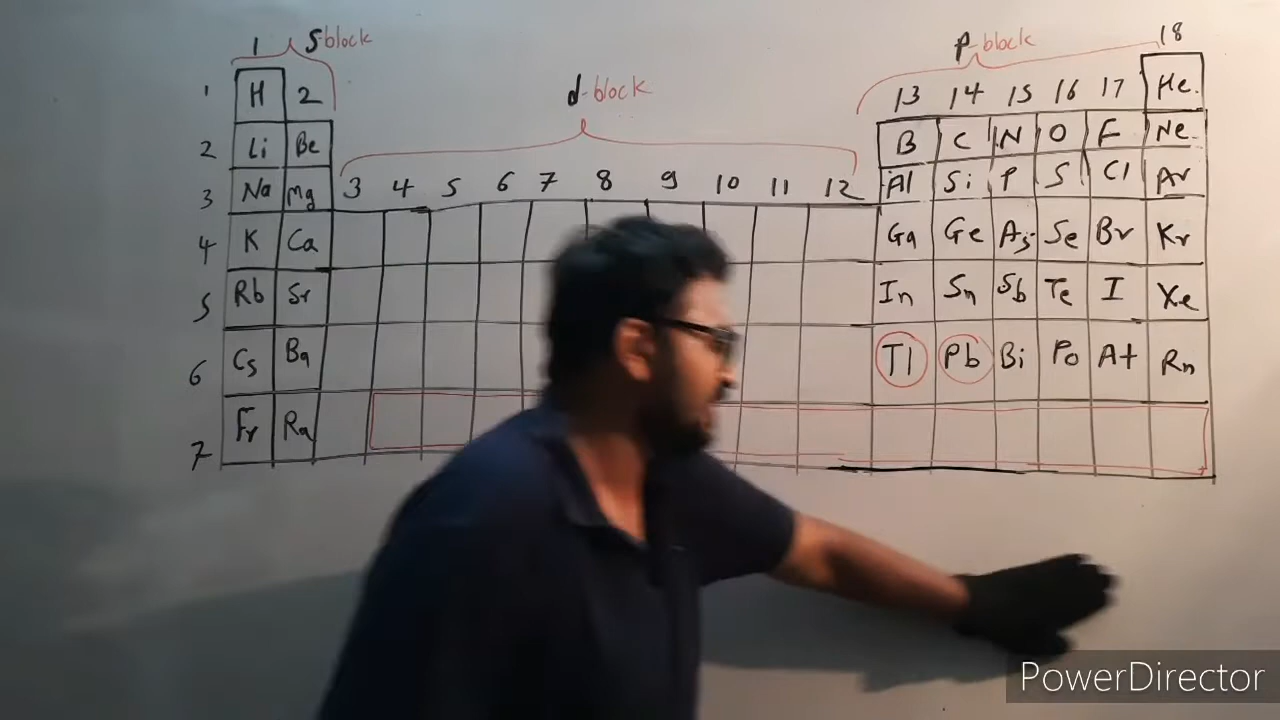 1 S-block p-block 18
d-block
1 H 2 13 14 15 16 17 He
2 Li Be B C N O F Ne
3 Na Mg 3 4 5 6 7 8 9 10 11 12 Al Si P S Cl Ar
4 K Ca Ga Ge As Se Br Kr
5 Rb Sr In Sn Sb Te I Xe
6 Cs Ba Tl Pb Bi Po At Rn
7 Fr Ra
PowerDirector